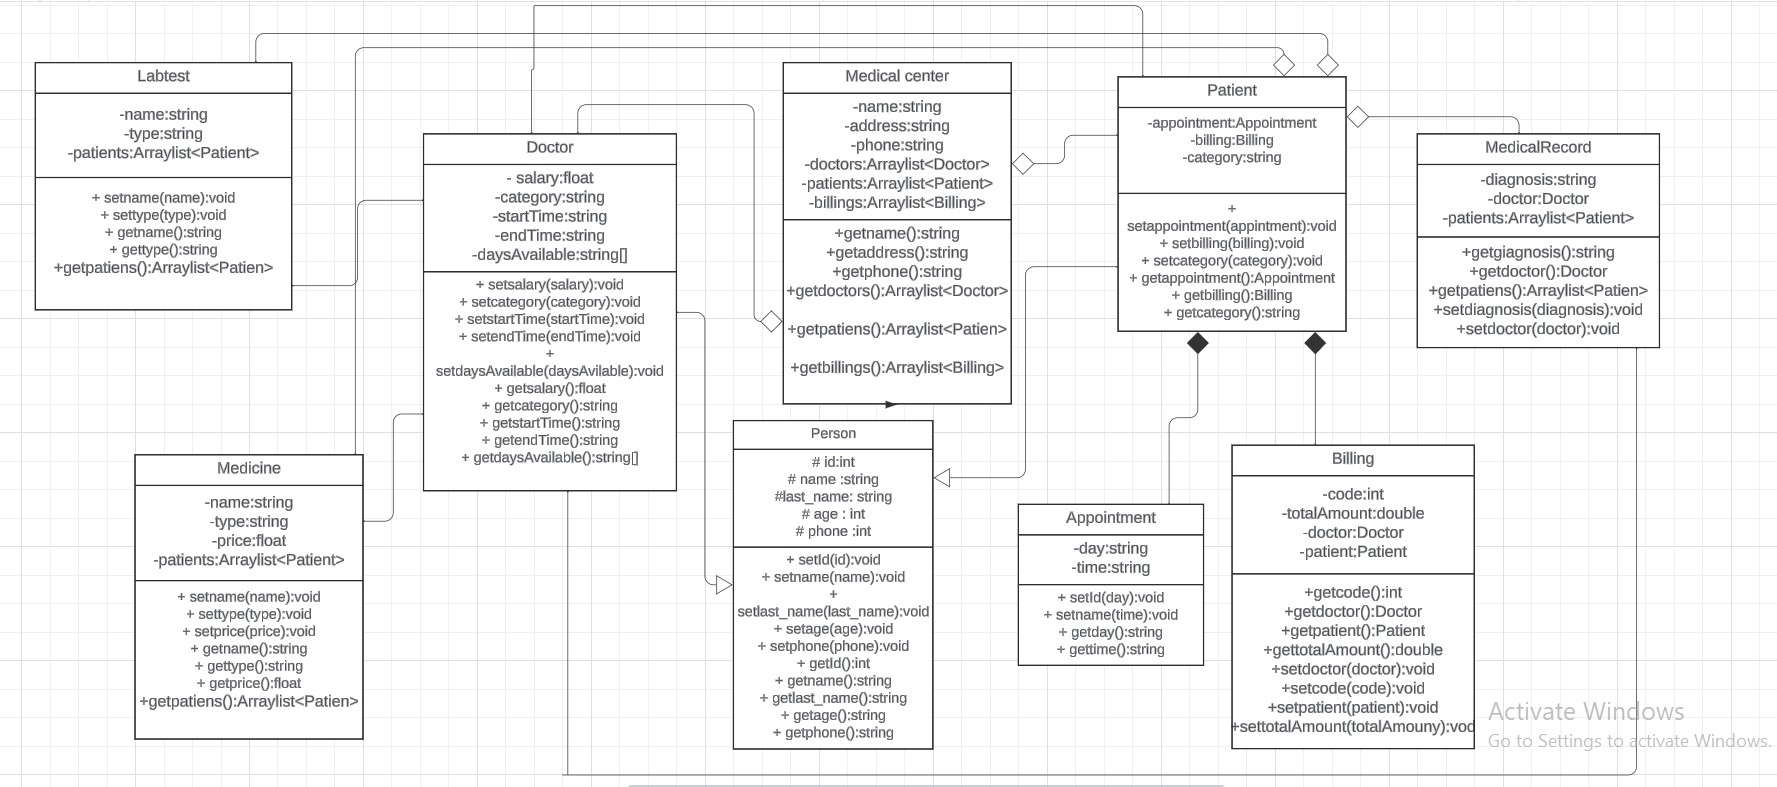 Labtest
-name:string
-type:string
-patients:Arraylist<Patient>
+ setname(name):void
+ settype(type):void
+ getname():string
+ gettype():string
+getpatiens():Arraylist<Patien>
Doctor
- salary:float
-category:string
-startTime:string
-endTime:string
-daysAvailable:string[]
+ setsalary(salary):void
+ setcategory(category):void
+ setstartTime(startTime):void
+ setendTime(endTime):void
+
setdaysAvailable(daysAvilable):void
+ getsalary():float
+ getcategory():string
+ getstartTime():string
+ getendTime():string
+ getdaysAvailable():string[]
Medical center
-name:string
-address:string
-phone:string
-doctors:Arraylist<Doctor>
-patients:Arraylist<Patient>
-billings:Arraylist<Billing>
+getname():string
+getaddress():string
+getphone():string
+getdoctors():Arraylist<Doctor>
+getpatiens():Arraylist<Patien>
+getbillings():Arraylist<Billing>
Patient
-appointment:Appointment
-billing:Billing
-category:string
+
setappointment(appintment):void
+ setbilling(billing):void
+ setcategory(category):void
+ getappointment():Appointment
+ getbilling():Billing
+ getcategory():string
MedicalRecord
-diagnosis:string
-doctor:Doctor
-patients:Arraylist<Patient>
+getgiagnosis():string
+getdoctor():Doctor
+getpatiens():Arraylist<Patien>
+setdiagnosis(diagnosis):void
+setdoctor(doctor):void
Medicine
-name:string
-type:string
-price:float
-patients:Arraylist<Patient>
+ setname(name):void
+ settype(type):void
+ setprice(price):void
+ getname():string
+ gettype():string
+ getprice():float
+getpatiens():Arraylist<Patien>
Person
# id:int
# name :string
#last_name: string
# age : int
# phone :int
+ setId(id):void
+ setname(name):void
+
setlast_name(last_name):void
+ setage(age):void
+ setphone(phone):void
+ getId():int
+ getname():string
+ getlast_name():string
+ getage():string
+ getphone():string
Appointment
-day:string
-time:string
+ setId(day):void
+ setname(time):void
+ getday():string
+ gettime():string
Billing
-code:int
-totalAmount:double
-doctor:Doctor
-patient:Patient
+getcode():int
+getdoctor():Doctor
+getpatient():Patient
+gettotalAmount():double
+setdoctor(doctor):void
+setcode(code):void
+setpatient(patient):void
+settotalAmount(totalAmouny):voc
Activate Windows
Go to Settings to activate Windows.